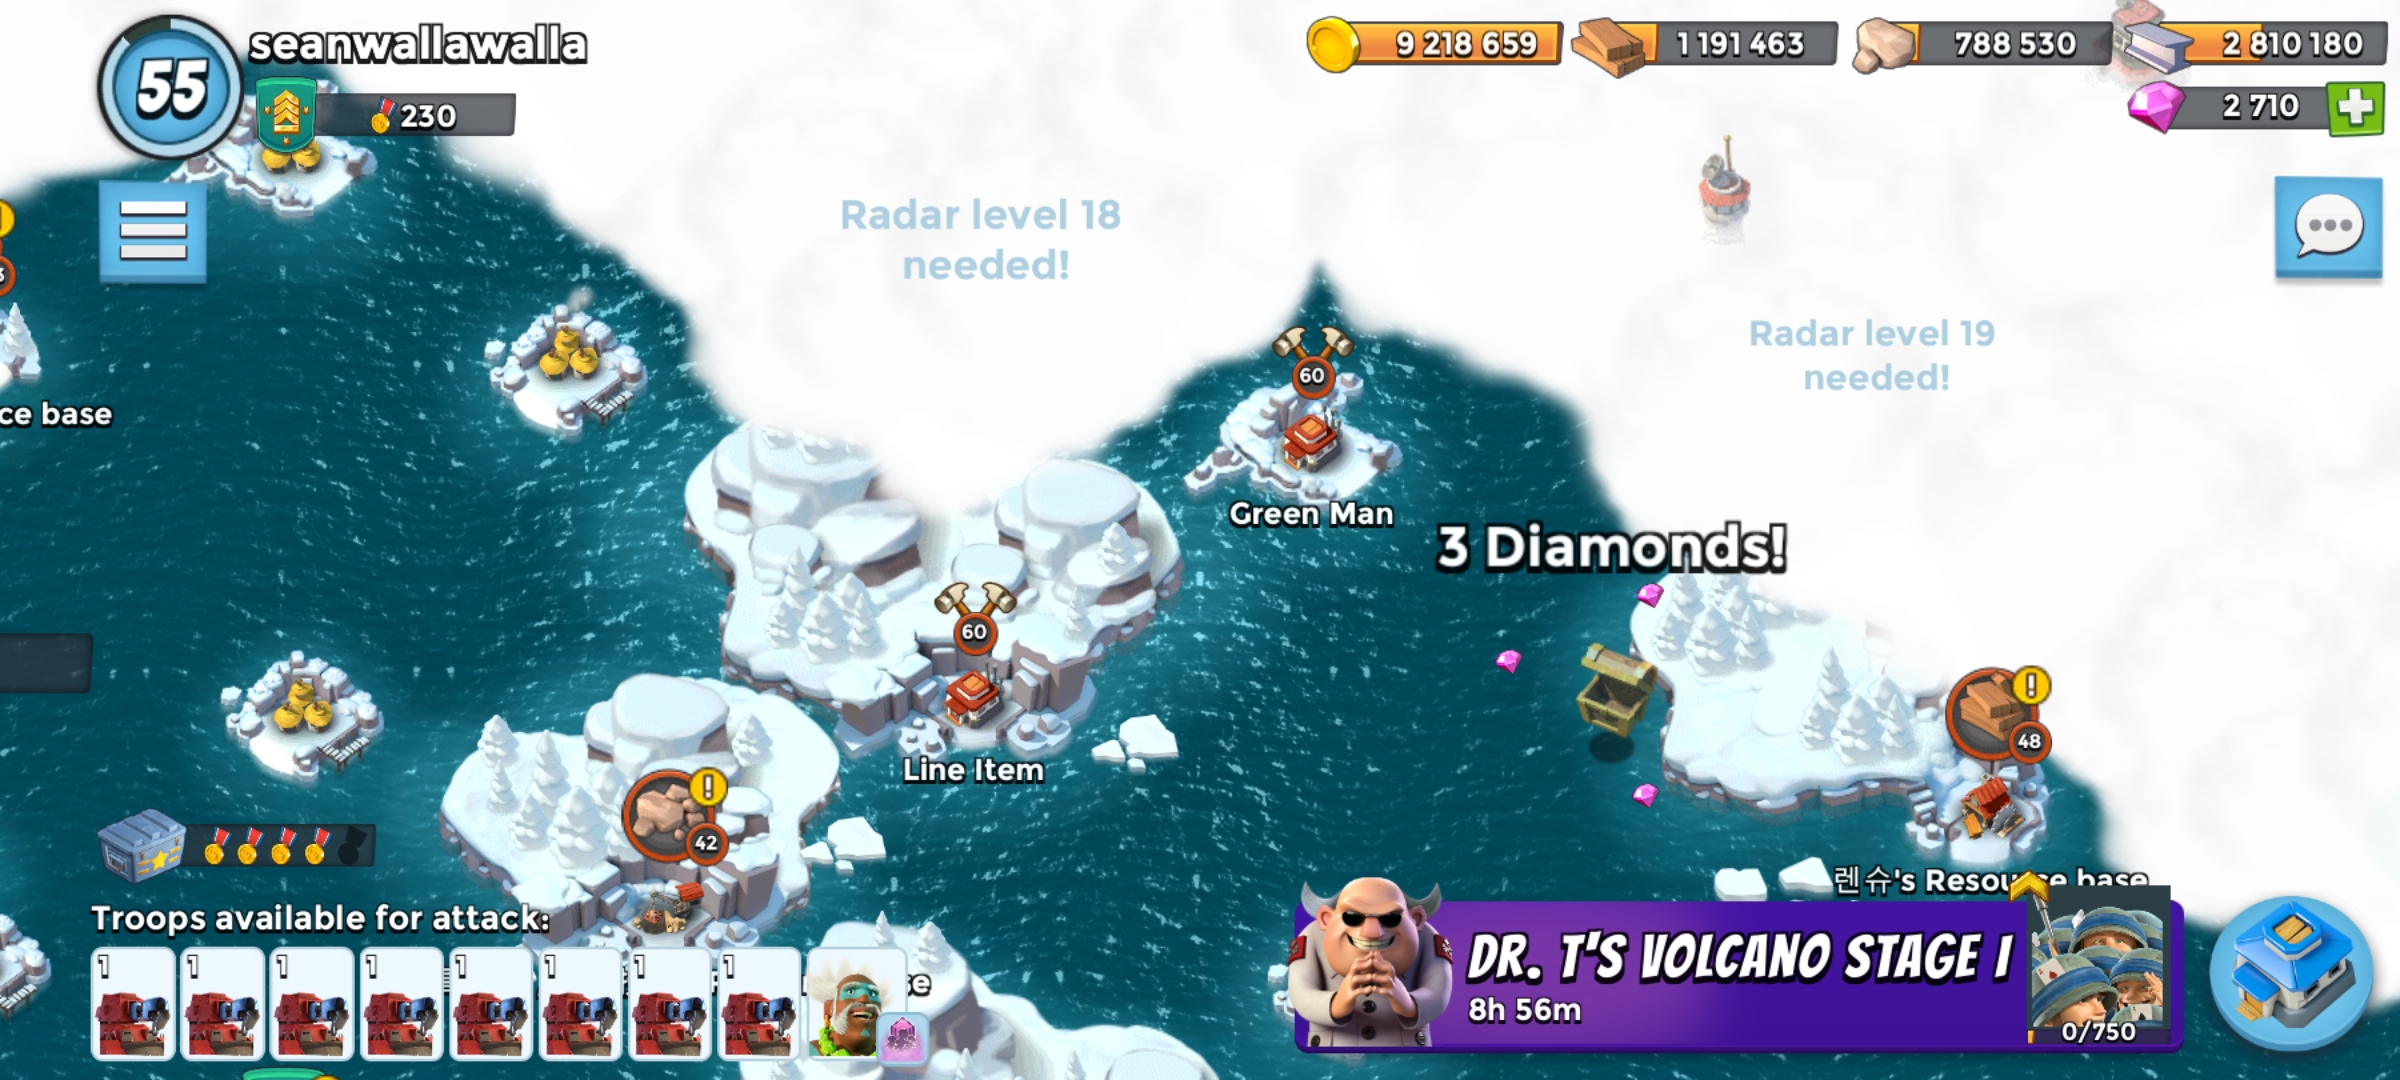 55
seanwallawalla
230
9 218 659
1 191 463
788 530
2 810 180
2 710
Radar level 18
needed!
Radar level 19
needed!
60
Green Man
ce base
3 Diamonds!
60
Line Item
48
렌슈's Resource base
42
Troops available for attack:
1
1
1
1
1
1
1
1
DR. T'S VOLCANO STAGE I
8h 56m
0/750